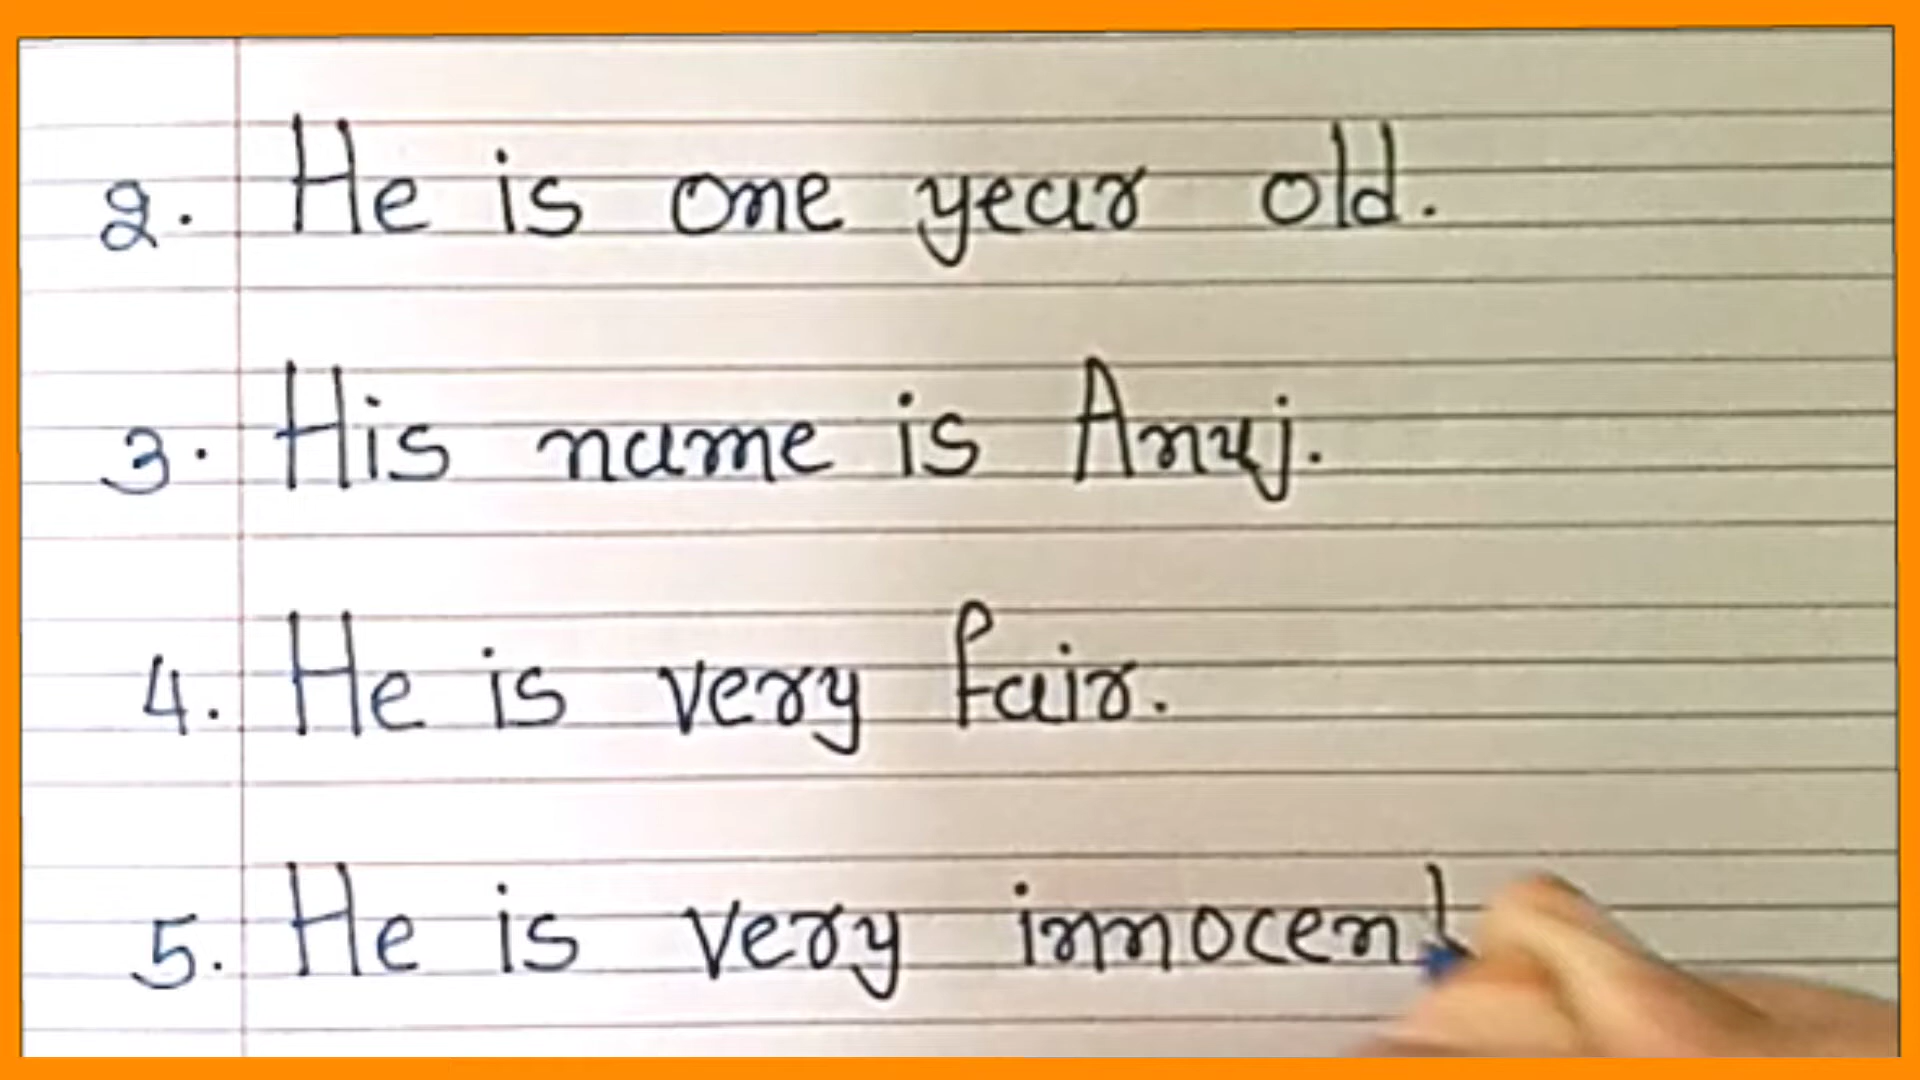 2. He is one year old.
3. His name is Anuj.
4. He is very fair.
5. He is very innocent